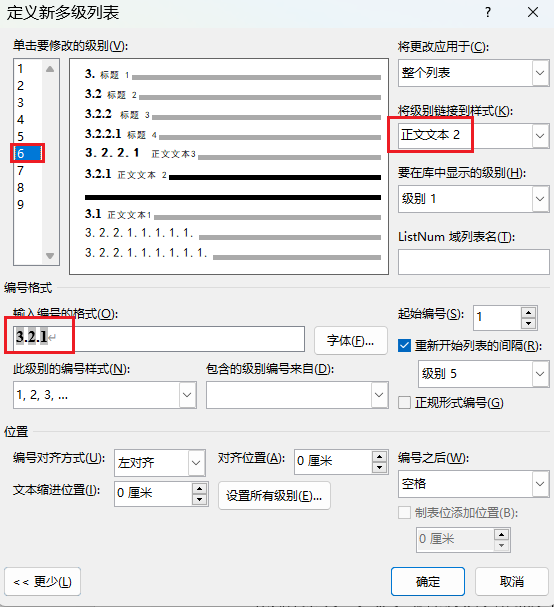 定义新多级列表
单击要修改的级别(V):
1
2
3
4
5
6
7
8
9
3. 标题 1
3.2 标题 2
3.2.2 标题 3
3.2.2.1 标题 4
3.2.2.1 正文文本3
3.2.1 正文文本 2
3.1 正文文本1
3.2.2.1.1.1.1.
3.2.2.1.1.1.1.1.
将更改应用于(C):
整个列表
将级别链接到样式(K):
正文文本 2
要在库中显示的级别(H):
级别 1
ListNum 域列表名(T):
编号格式
输入编号的格式(O):
3.2.1↵
字体(F)...
此级别的编号样式(N):
1, 2, 3, ...
包含的级别编号来自(D):
起始编号(S):
1
重新开始列表的间隔(R):
级别 5
正规形式编号(G)
位置
编号对齐方式(U):
左对齐
对齐位置(A):
0 厘米
文本缩进位置(I):
0 厘米
设置所有级别(E)...
编号之后(W):
空格
制表位添加位置(B):
0 厘米
<< 更少(L)
确定
取消